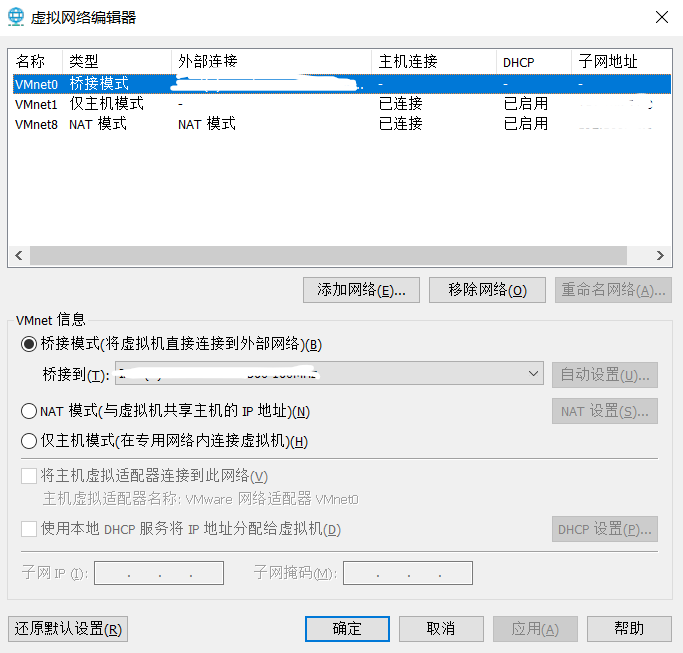 虚拟网络编辑器
名称 类型 外部连接 主机连接 DHCP 子网地址
VMnet0 桥接模式 .. - - -
VMnet1 仅主机模式 - 已连接 已启用
VMnet8 NAT 模式 NAT 模式 已连接 已启用
添加网络(E)... 移除网络(O) 重命名网络(A)...
VMnet 信息
桥接模式(将虚拟机直接连接到外部网络)(B)
桥接到(T): 自动设置(U)...
NAT 模式(与虚拟机共享主机的 IP 地址)(N) NAT 设置(S)...
仅主机模式(在专用网络内连接虚拟机)(H)
将主机虚拟适配器连接到此网络(V)
主机虚拟适配器名称: VMware 网络适配器 VMnet0
使用本地 DHCP 服务将 IP 地址分配给虚拟机(D) DHCP 设置(P)...
子网 IP (I): . . . 子网掩码(M): . . .
还原默认设置(R) 确定 取消 应用(A) 帮助